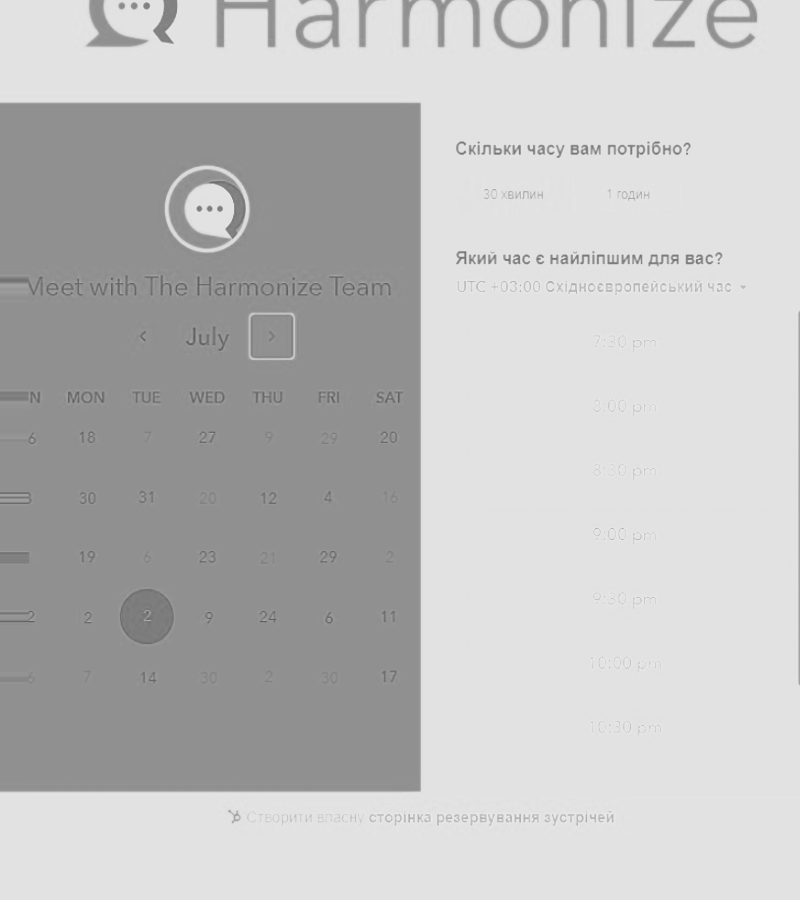 Harmonize
Meet with The Harmonize Team
July
N MON TUE WED THU FRI SAT
6 18 7 27 9 29 20
3 30 31 20 12 4 16
19 6 23 21 29 2
2 2 2 9 24 6 11
6 7 14 30 2 30 17
Скільки часу вам потрібно?
30 хвилин 1 годин
Який час є найліпшим для вас?
UTC +03:00 Східноєвропейський час
7:30 pm
8:00 pm
8:30 pm
9:00 pm
9:30 pm
10:00 pm
10:30 pm
Створити власну сторінка резервування зустрічей